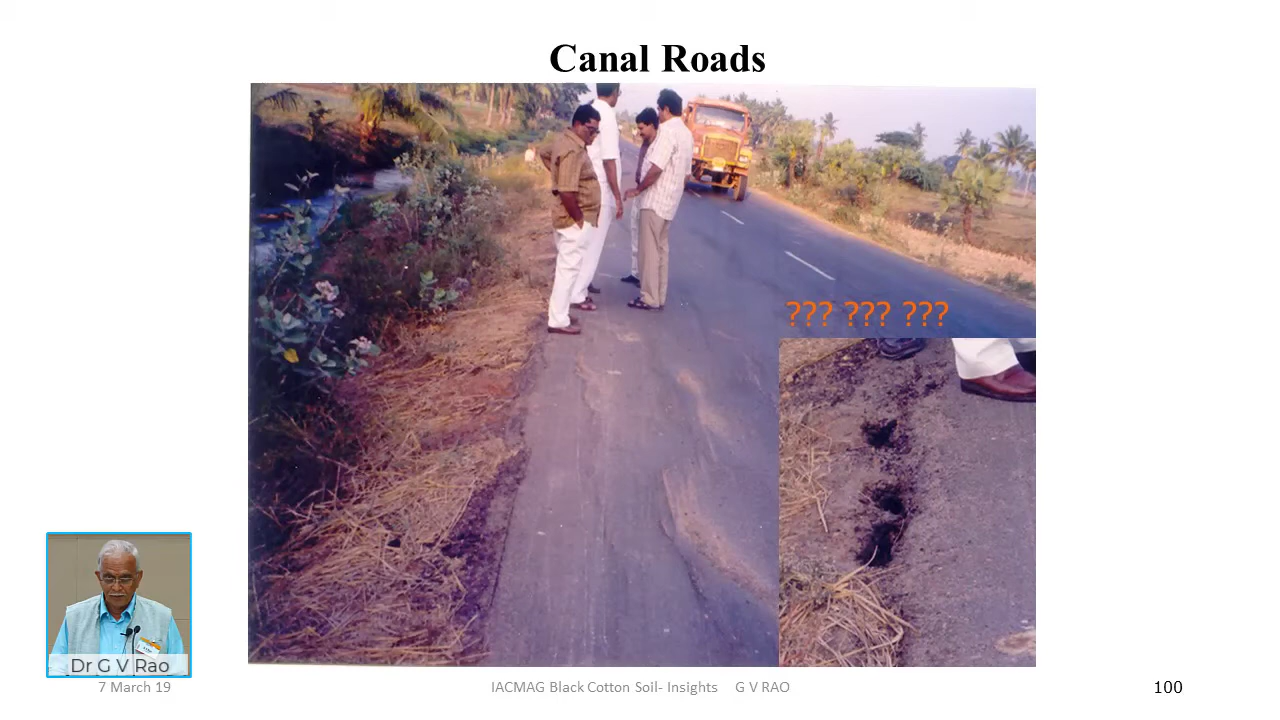 Canal Roads
??? ??? ???
Dr G V Rao
7 March 19
IACMAG Black Cotton Soil- Insights G V RAO
100